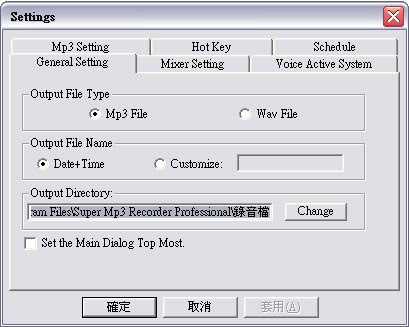 Settings
Mp3 Setting Hot Key Schedule
General Setting Mixer Setting Voice Active System
Output File Type
Mp3 File Wav File
Output File Name
Date+Time Customize:
Output Directory:
am Files\Super Mp3 Recorder Professional\錄音檔 Change
Set the Main Dialog Top Most.
確定 取消 套用(A)